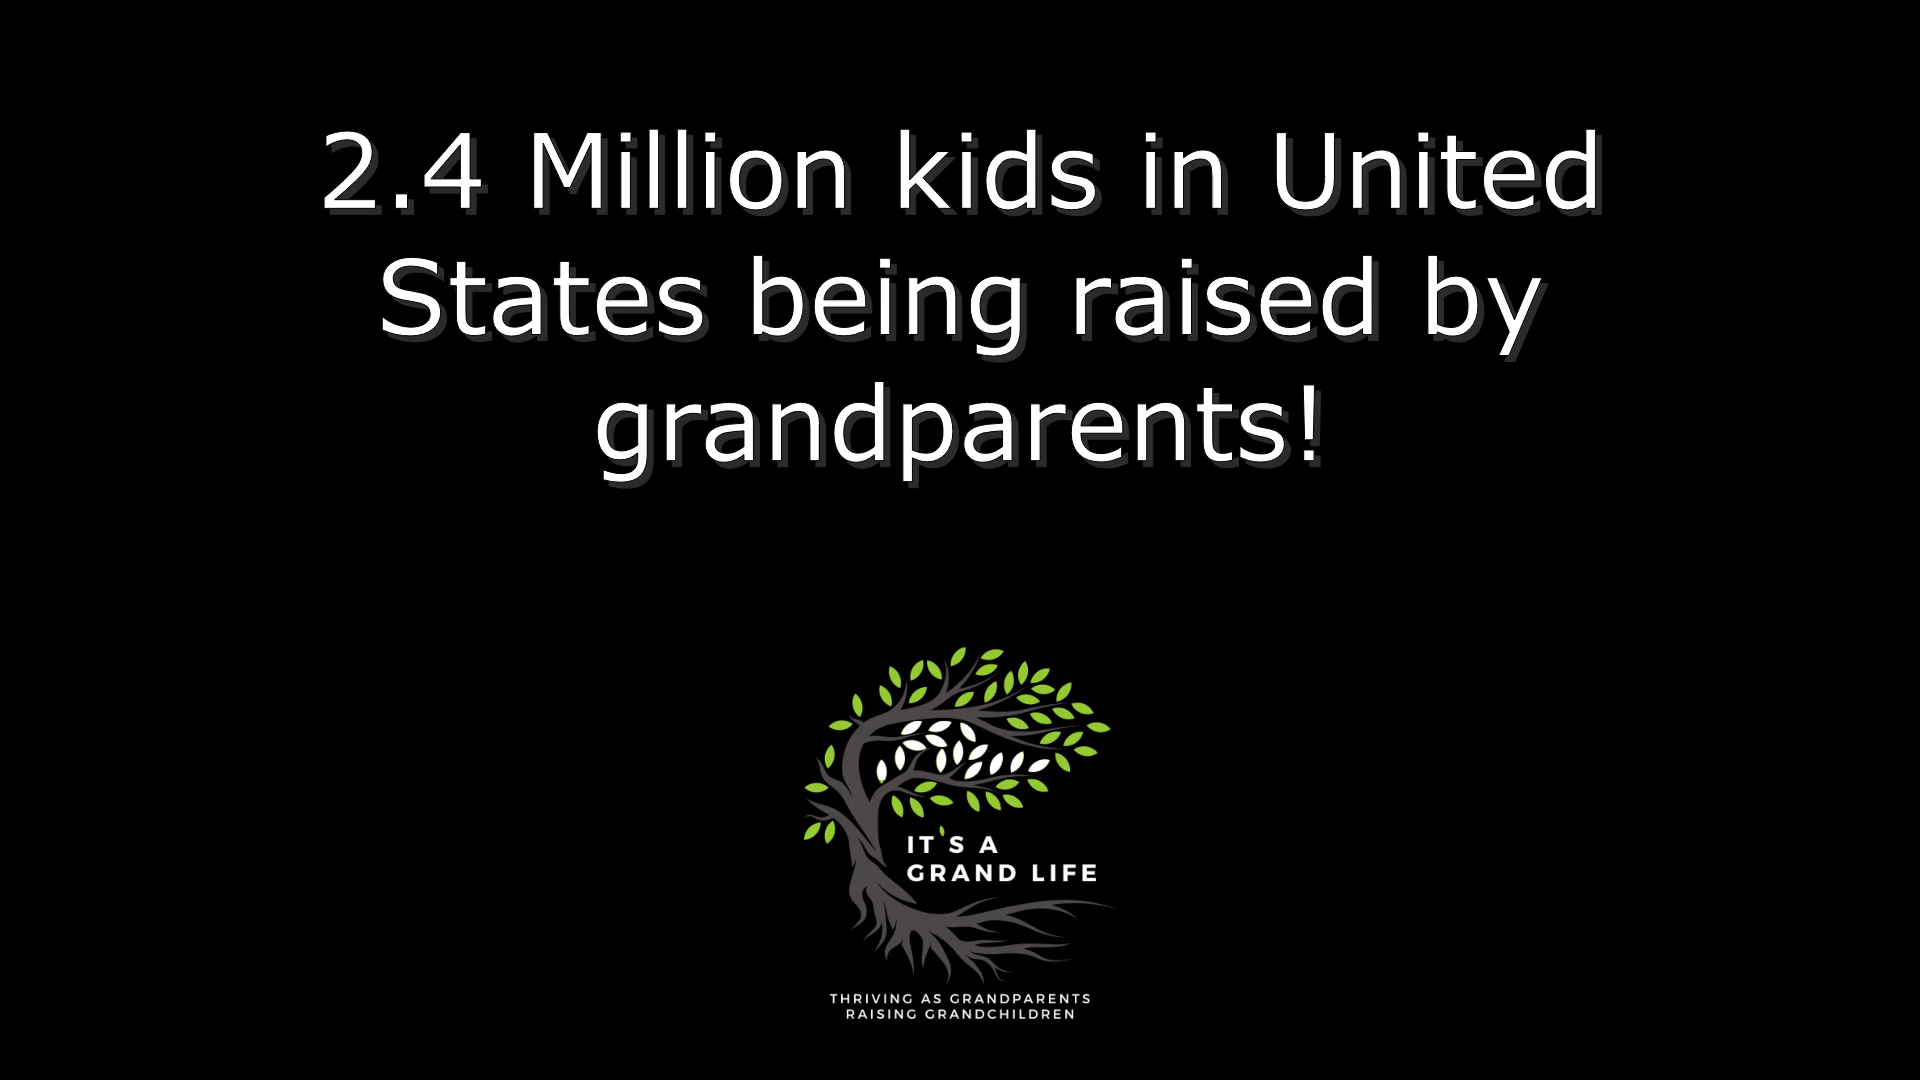 2.4 Million kids in United
States being raised by
grandparents!
IT'S A
GRAND LIFE
THRIVING AS GRANDPARENTS
RAISING GRANDCHILDREN